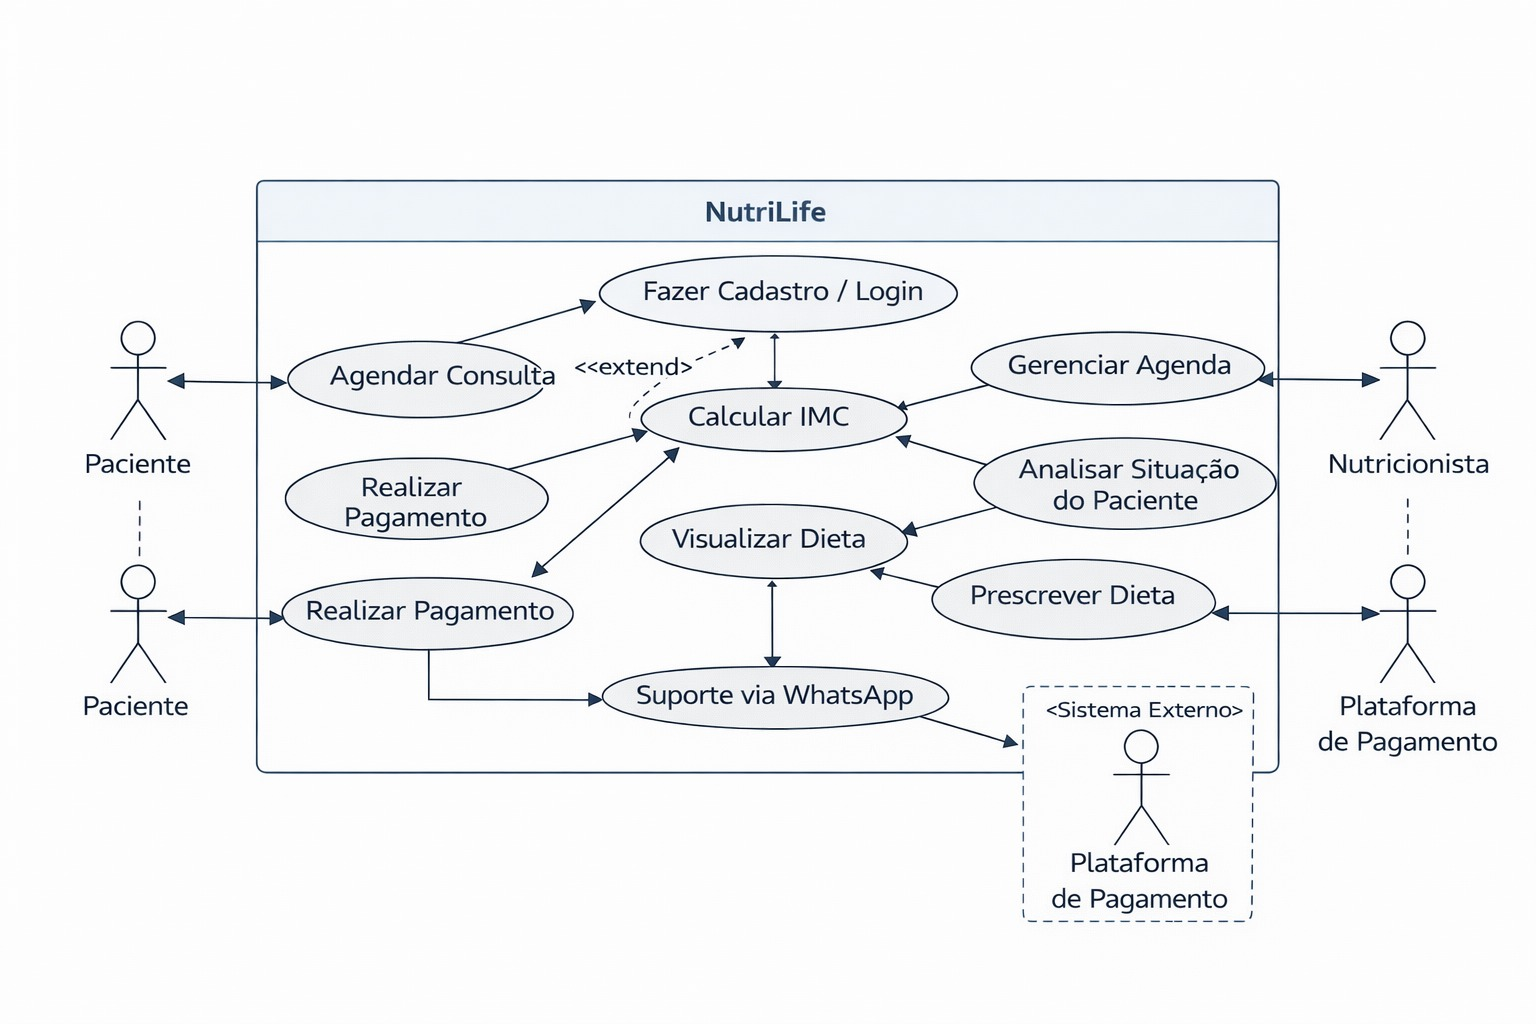 NutriLife
Fazer Cadastro / Login
Agendar Consulta
<<extend>
Gerenciar Agenda
Calcular IMC
Paciente
Nutricionista
Realizar
Pagamento
Analisar Situação
do Paciente
Visualizar Dieta
Prescrever Dieta
Realizar Pagamento
Suporte via WhatsApp
Paciente
<Sistema Externo>
Plataforma
de Pagamento
Plataforma
de Pagamento